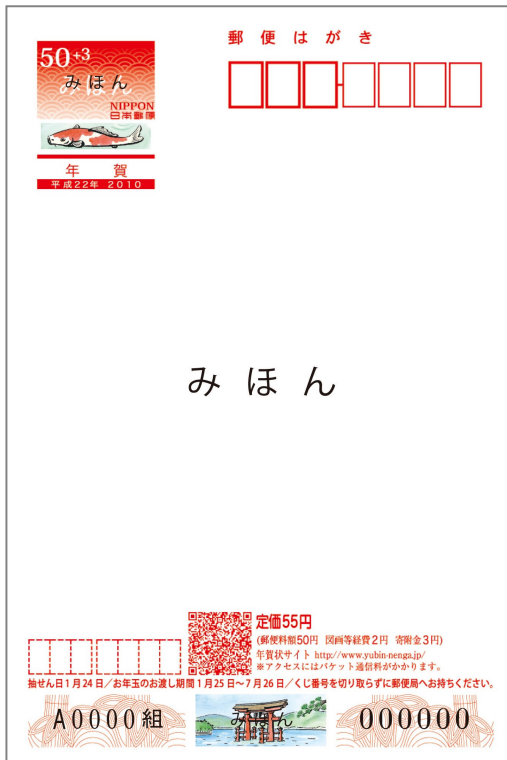 郵便はがき
50+3
みほん
NIPPON
日本郵便
年賀
平成22年 2010
みほん
定価55円
(郵便料額50円 図画等経費2円 寄附金3円)
年賀状サイト http://www.yubin-nenga.jp/
※アクセスにはパケット通信料がかかります。
抽せん日1月24日/お年玉のお渡し期間1月25日~7月26日/くじ番号を切り取らずに郵便局へお持ちください。
A0000組
みほん
000000